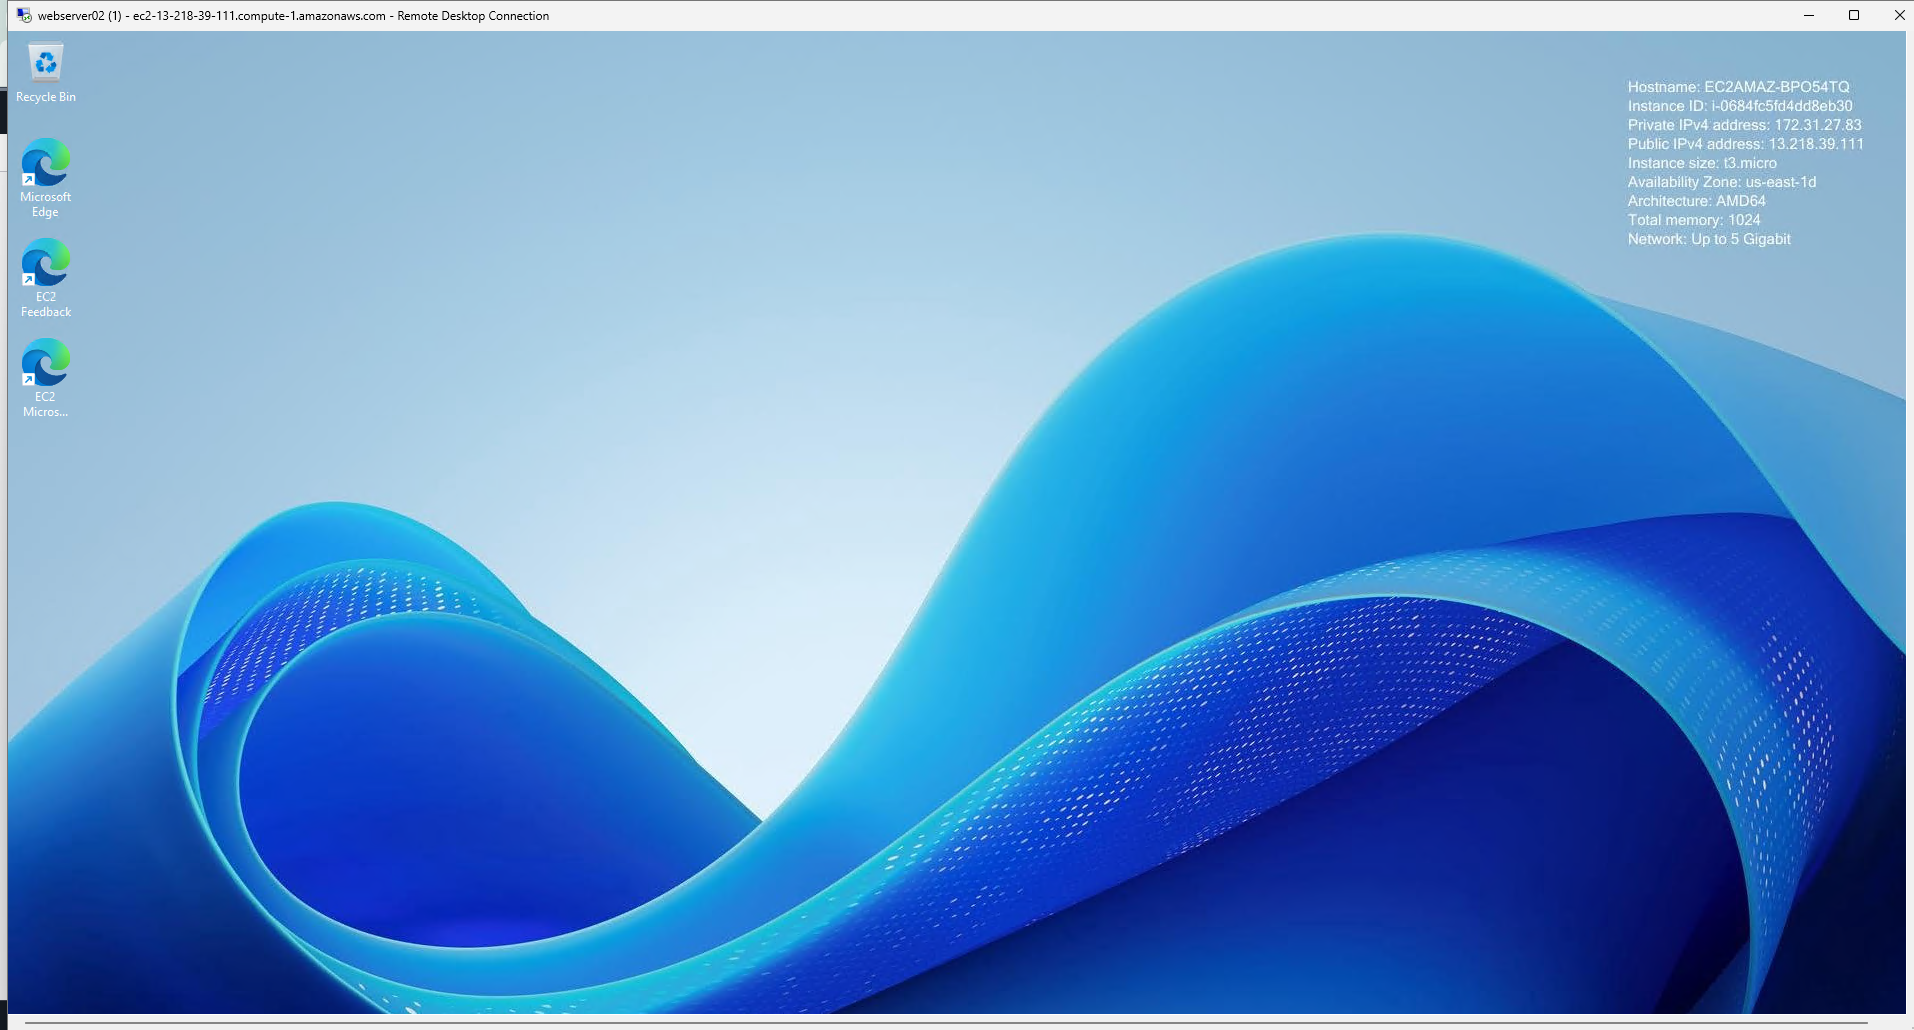 webserver02 (1) - ec2-13-218-39-111.compute-1.amazonaws.com - Remote Desktop Connection
Recycle Bin
Microsoft
Edge
EC2
Feedback
EC2
Micros...
Hostname: EC2AMAZ-BPO54TQ
Instance ID: i-0684fc5fd4dd8eb30
Private IPv4 address: 172.31.27.83
Public IPv4 address: 13.218.39.111
Instance size: t3.micro
Availability Zone: us-east-1d
Architecture: AMD64
Total memory: 1024
Network: Up to 5 Gigabit